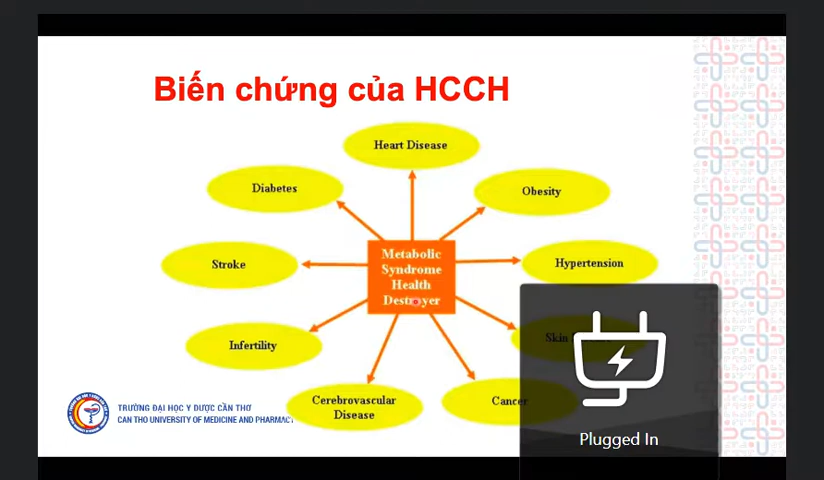 Biến chứng của HCCH
Heart Disease
Diabetes
Obesity
Metabolic
Syndrome
Health
Destroyer
Stroke
Hypertension
Skin
Infertility
Cerebrovascular
Disease
Cancer
Plugged In
TRƯỜNG ĐẠI HỌC Y DƯỢC CẦN THƠ
CAN THO UNIVERSITY OF MEDICINE AND PHARMACY